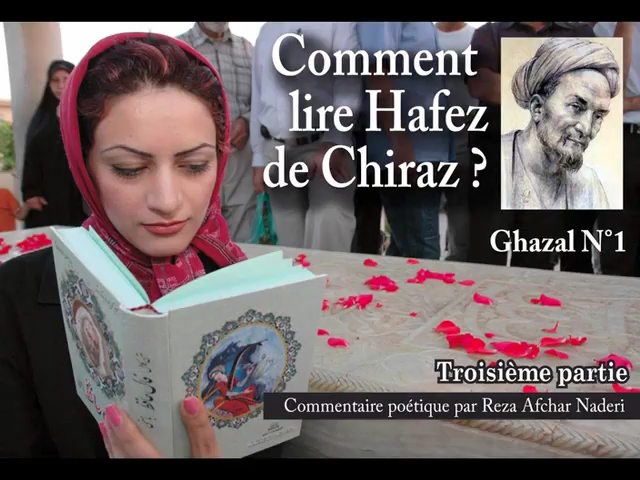 Comment
lire Hafez
de Chiraz ?
Ghazal N°1
Troisième partie
Commentaire poétique par Reza Afchar Naderi